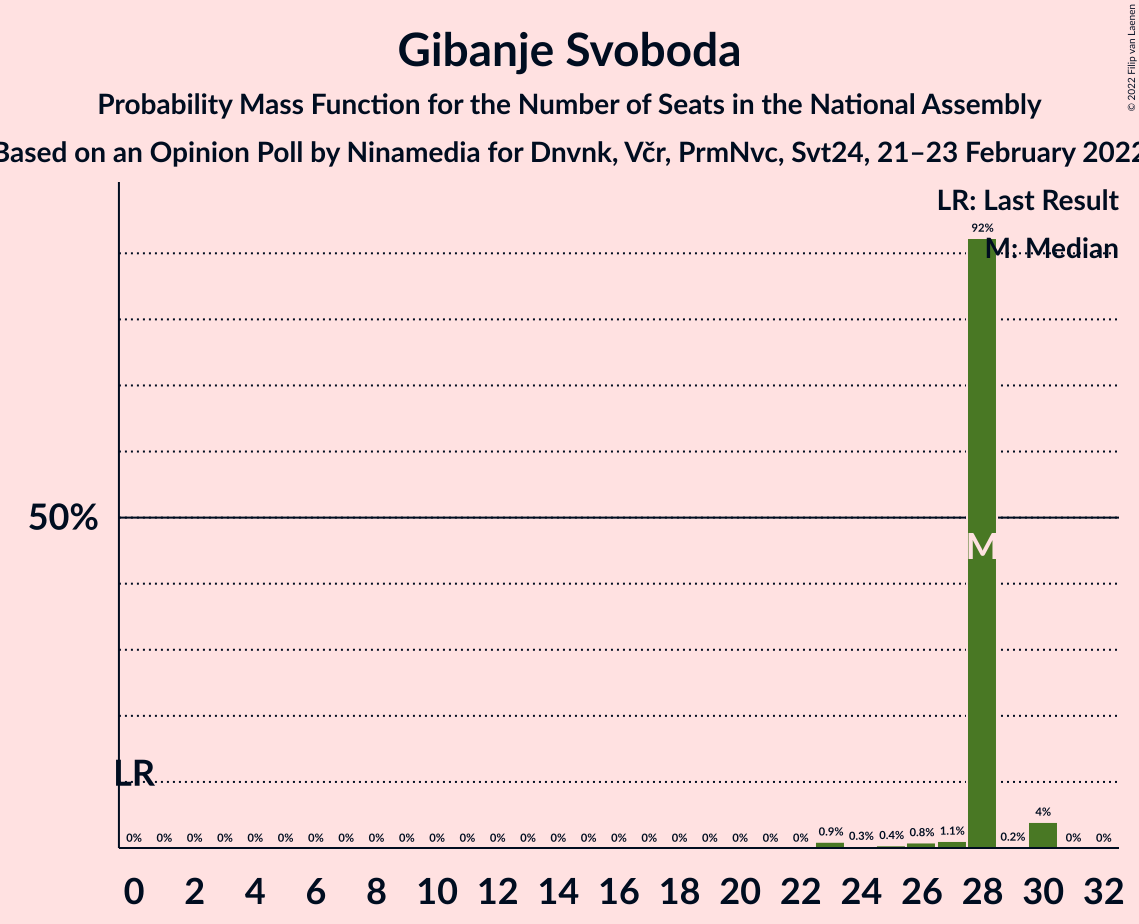 Gibanje Svoboda
Probability Mass Function for the Number of Seats in the National Assembly
Based on an Opinion Poll by Ninamedia for Dnvnk, Včr, PrmNvc, Svt24, 21–23 February 2022
© 2022 Filip van Laenen
LR: Last Result
M: Median
92%
50%
M
LR
0% 0% 0% 0% 0% 0% 0% 0% 0% 0% 0% 0% 0% 0% 0% 0% 0% 0% 0% 0% 0% 0% 0% 0.9% 0.3% 0.4% 0.8% 1.1% 0.2% 4% 0% 0%
0 2 4 6 8 10 12 14 16 18 20 22 24 26 28 30 32